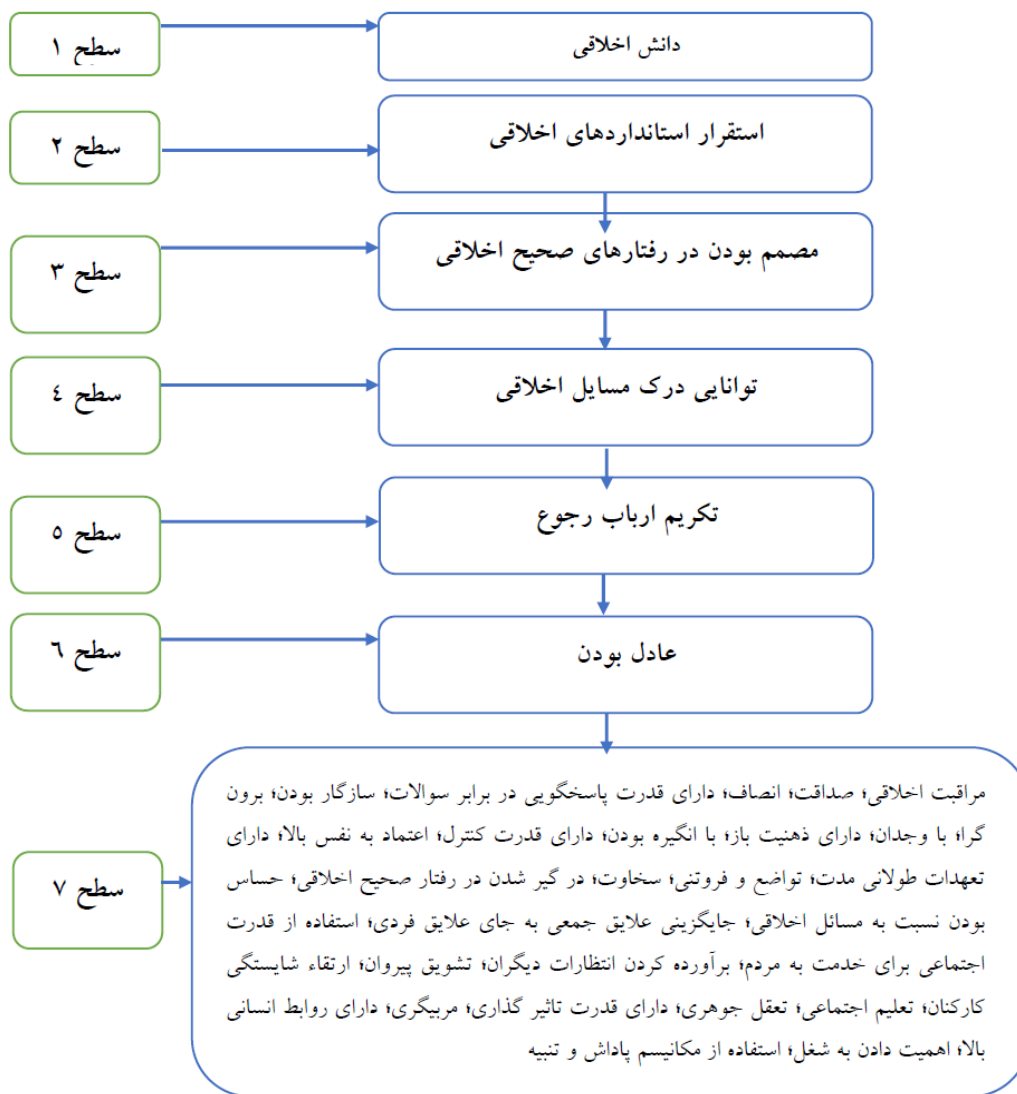 سطح ۱
دانش اخلاقی
سطح ۲
استقرار استانداردهای اخلاقی
سطح ۳
مصمم بودن در رفتارهای صحیح اخلاقی
سطح ٤
توانایی درک مسایل اخلاقی
سطح ٥
تکریم ارباب رجوع
سطح ٦
عادل بودن
سطح ۷
مراقبت اخلاقی؛ صداقت؛ انصاف؛ دارای قدرت پاسخگویی در برابر سوالات؛ سازگار بودن؛ برون
گرا؛ با وجدان؛ دارای ذهنیت باز؛ با انگیزه بودن؛ دارای قدرت کنترل؛ اعتماد به نفس بالا؛ دارای
تعهدات طولانی مدت؛ تواضع و فروتنی؛ سخاوت؛ در گیر شدن در رفتار صحیح اخلاقی؛ حساس
بودن نسبت به مسائل اخلاقی؛ جایگزینی علایق جمعی به جای علایق فردی؛ استفاده از قدرت
اجتماعی برای خدمت به مردم؛ برآورده کردن انتظارات دیگران؛ تشویق پیروان؛ ارتقاء شایستگی
کارکنان؛ تعلیم اجتماعی؛ تعقل جوهری؛ دارای قدرت تاثیر گذاری؛ مربیگری؛ دارای روابط انسانی
بالا؛ اهمیت دادن به شغل؛ استفاده از مکانیسم پاداش و تنبیه